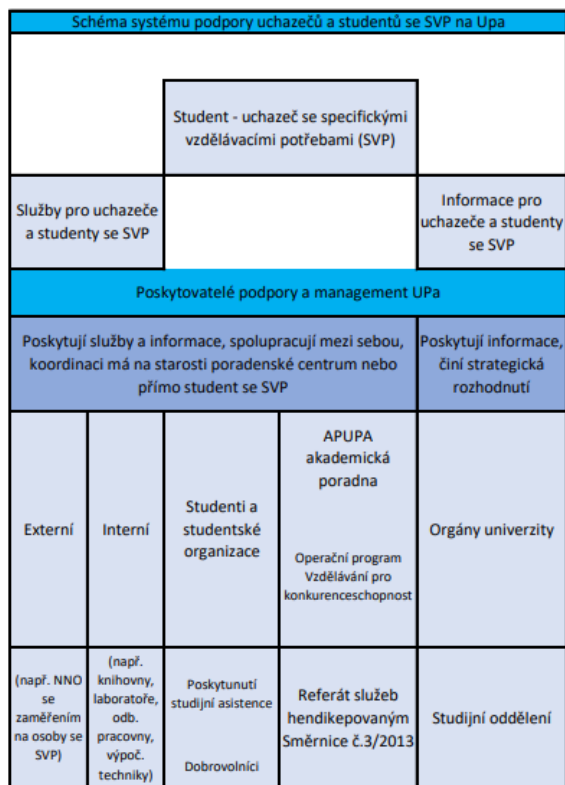 Schéma systému podpory uchazečů a studentů se SVP na Upa
Student - uchazeč se specifickými
vzdělávacími potřebami (SVP)
Služby pro uchazeče
a studenty se SVP
Informace pro
uchazeče a studenty
se SVP
Poskytovatelé podpory a management UPa
Poskytují služby a informace, spolupracují mezi sebou,
koordinaci má na starosti poradenské centrum nebo
přímo student se SVP
Poskytují informace,
činí strategická
rozhodnutí
Externí
Interní
Studenti a
studentské
organizace
APUPA
akademická
poradna
Operační program
Vzdělávání pro
konkurenceschopnost
Orgány univerzity
(např. NNO
se
zaměřením
na osoby se
SVP)
(např.
knihovny,
laboratoře,
odb.
pracovny,
výpoč.
techniky)
Poskytunutí
studijní asistence
Dobrovolníci
Referát služeb
hendikepovaným
Směrnice č.3/2013
Studijní oddělení